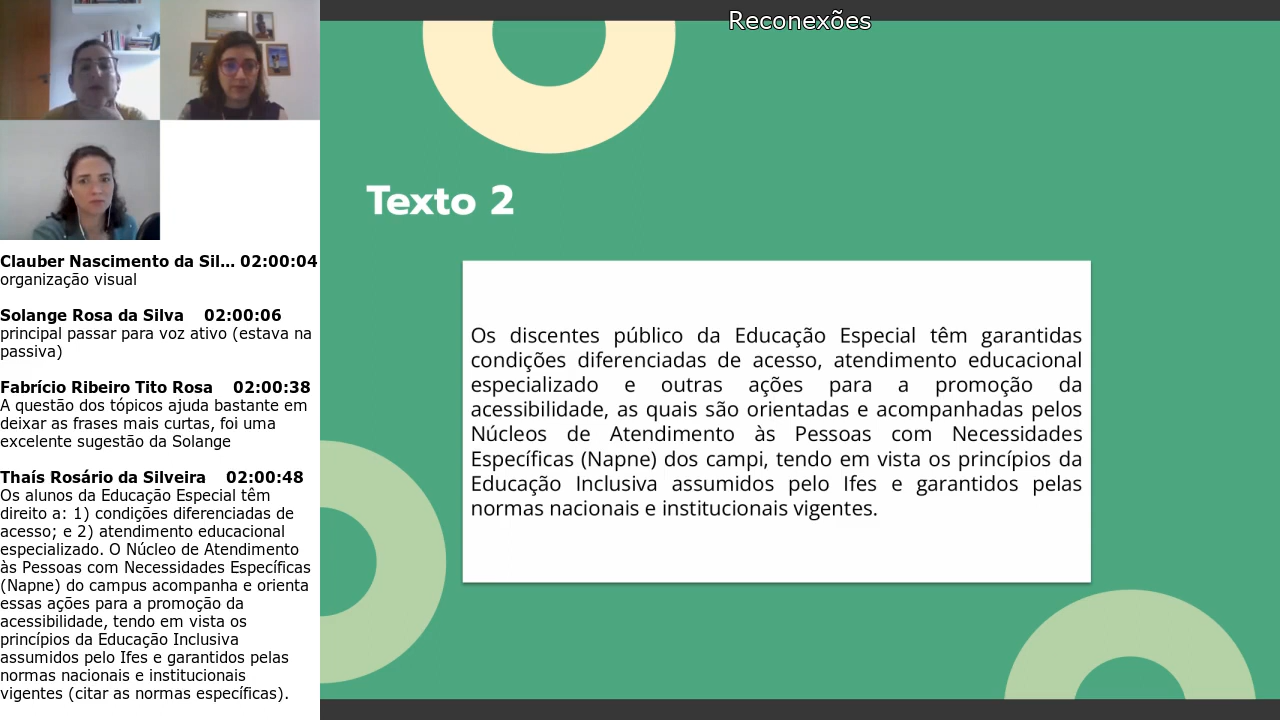 Reconexões
Texto 2
Os discentes público da Educação Especial têm garantidas
condições diferenciadas de acesso, atendimento educacional
especializado e outras ações para a promoção da
acessibilidade, as quais são orientadas e acompanhadas pelos
Núcleos de Atendimento às Pessoas com Necessidades
Específicas (Napne) dos campi, tendo em vista os princípios da
Educação Inclusiva assumidos pelo Ifes e garantidos pelas
normas nacionais e institucionais vigentes.
Clauber Nascimento da Sil... 02:00:04
organização visual
Solange Rosa da Silva 02:00:06
principal passar para voz ativo (estava na
passiva)
Fabrício Ribeiro Tito Rosa 02:00:38
A questão dos tópicos ajuda bastante em
deixar as frases mais curtas, foi uma
excelente sugestão da Solange
Thaís Rosário da Silveira 02:00:48
Os alunos da Educação Especial têm
direito a: 1) condições diferenciadas de
acesso; e 2) atendimento educacional
especializado. O Núcleo de Atendimento
às Pessoas com Necessidades Específicas
(Napne) do campus acompanha e orienta
essas ações para a promoção da
acessibilidade, tendo em vista os
princípios da Educação Inclusiva
assumidos pelo Ifes e garantidos pelas
normas nacionais e institucionais
vigentes (citar as normas específicas).